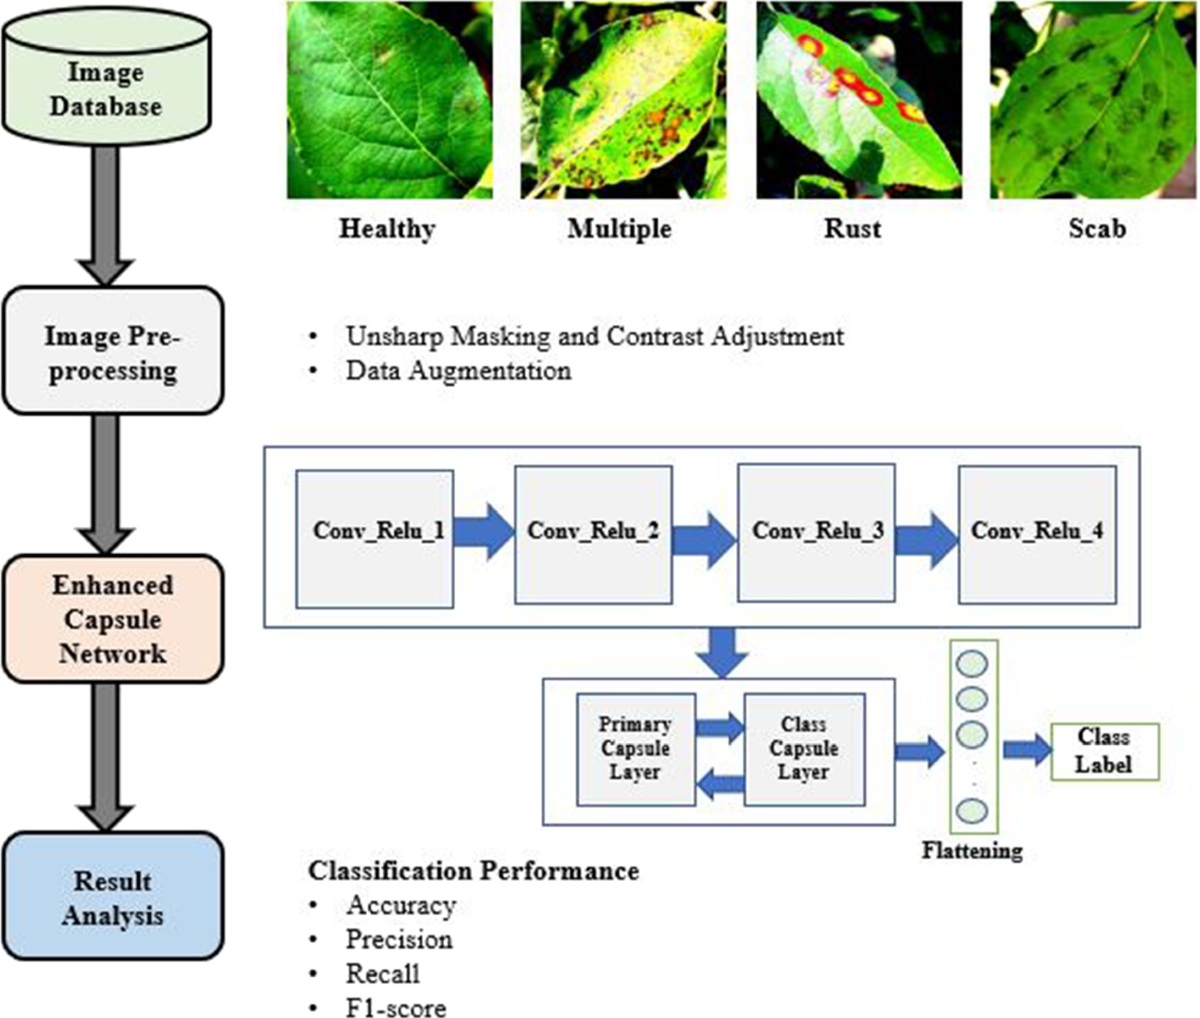 Image
Database
Healthy
Multiple
Rust
Scab
Image Pre-
processing
• Unsharp Masking and Contrast Adjustment
• Data Augmentation
Enhanced
Capsule
Network
Conv_Relu_1
Conv_Relu_2
Conv_Relu_3
Conv_Relu_4
Primary
Capsule
Layer
Class
Capsule
Layer
Flattening
Class
Label
Result
Analysis
Classification Performance
• Accuracy
• Precision
• Recall
• F1-score